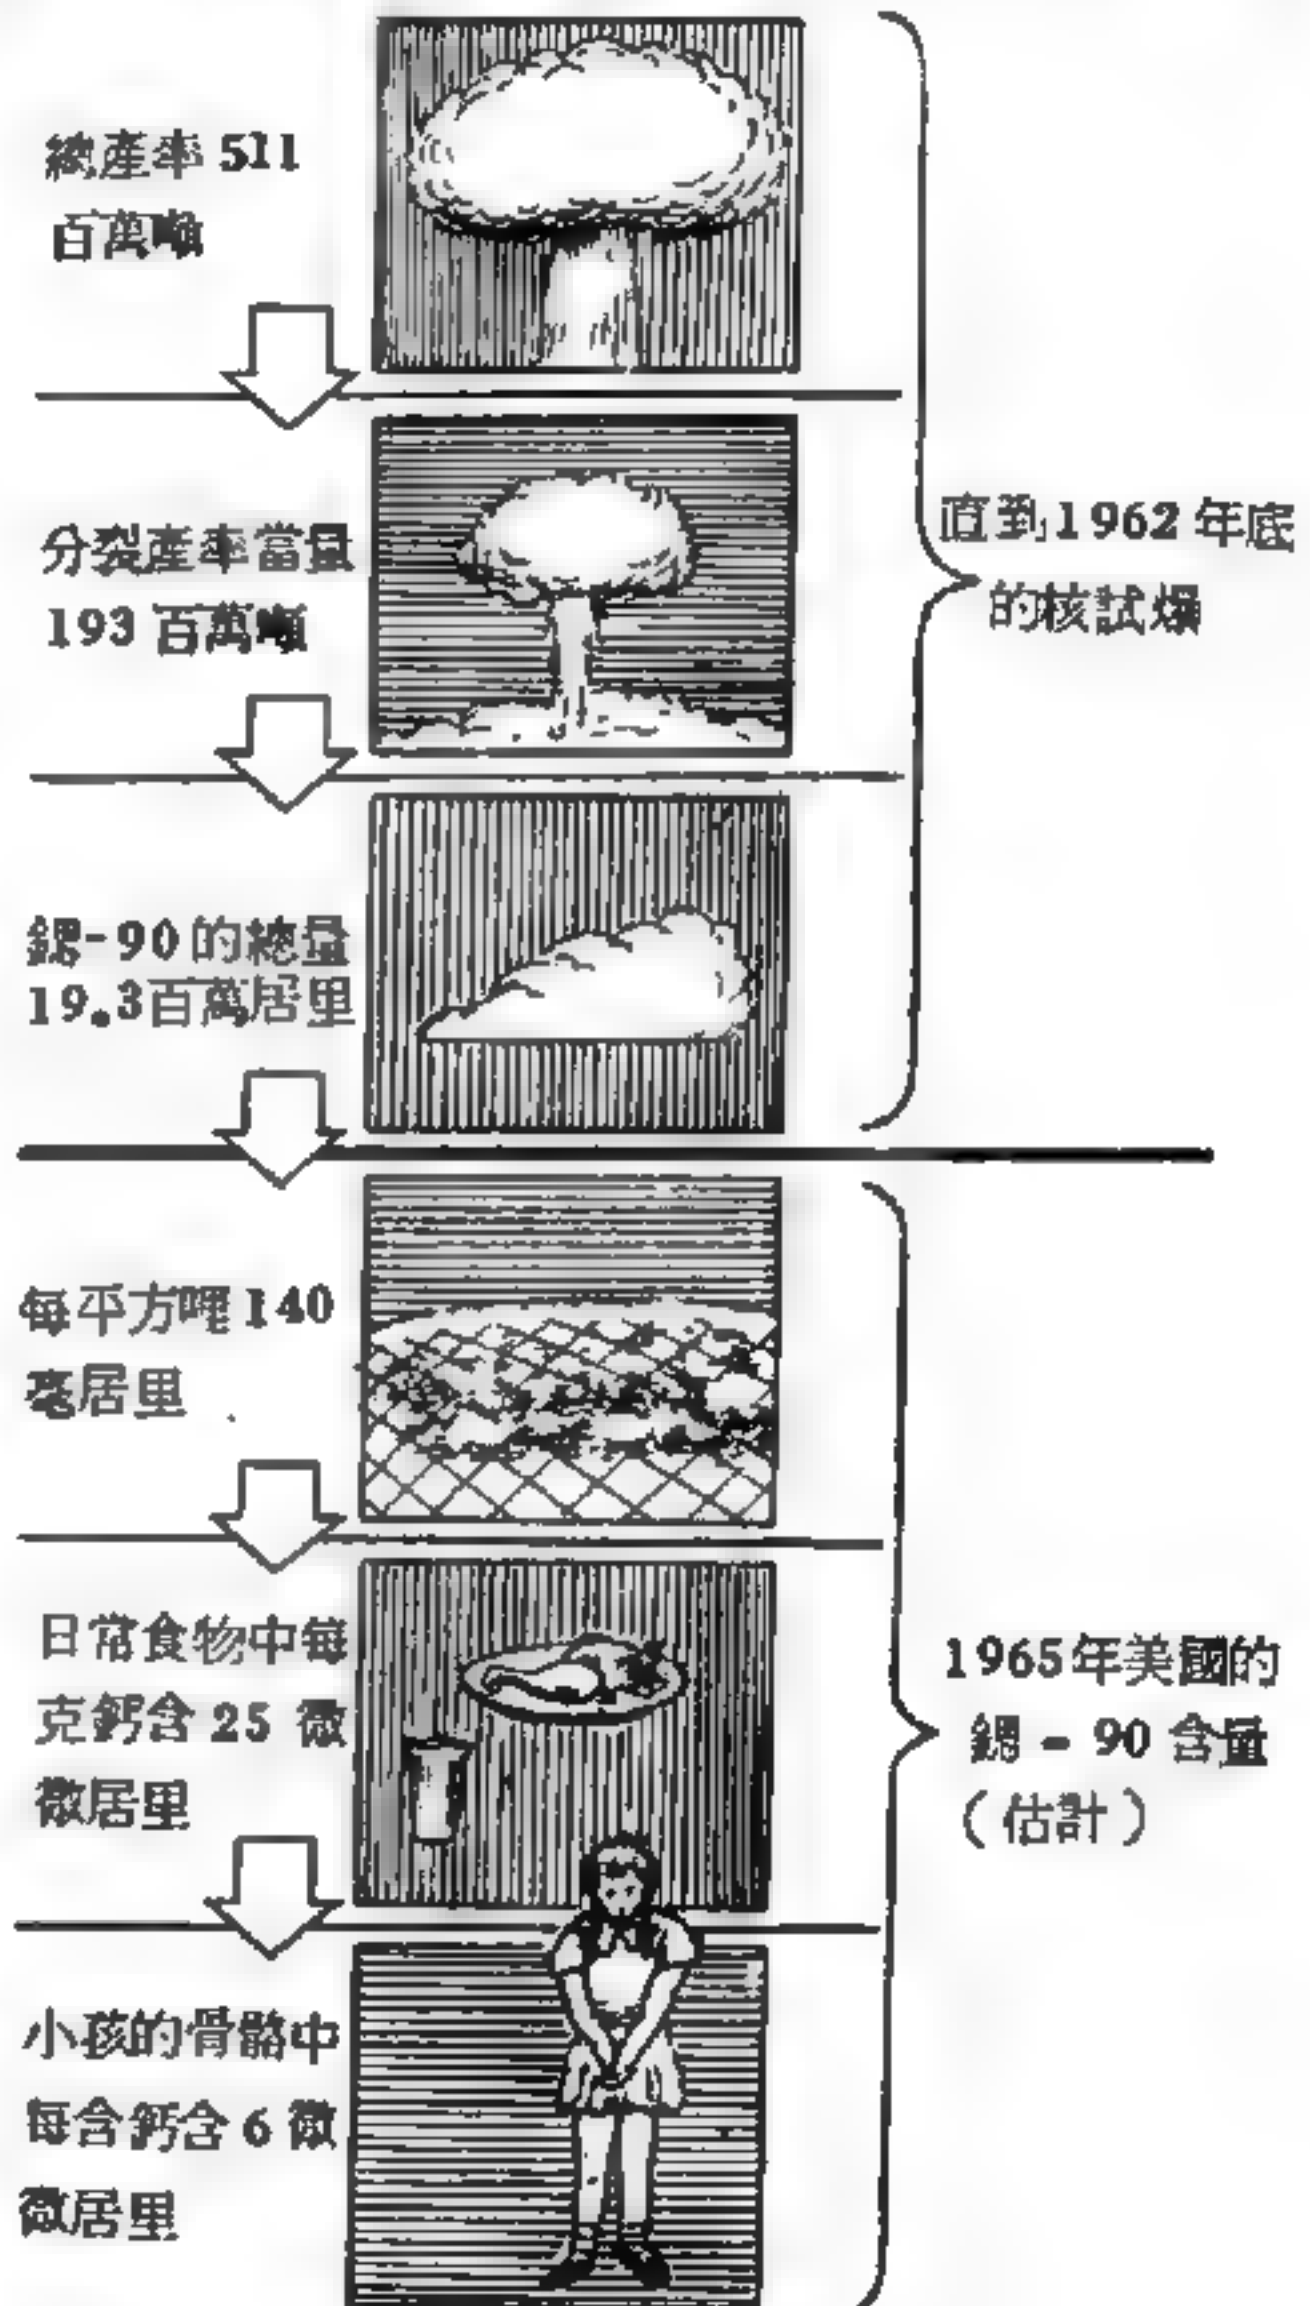 總產率 511
百萬噸
分裂產率當量
193 百萬噸
直到 1962 年底
的核試爆
鍶-90 的總量
19.3百萬居里
每平方哩 140
毫居里
日常食物中每
克鈣含 25 微
微居里
1965年美國的
鍶 - 90 含量
（估計）
小孩的骨骼中
每含鈣含 6 微
微居里